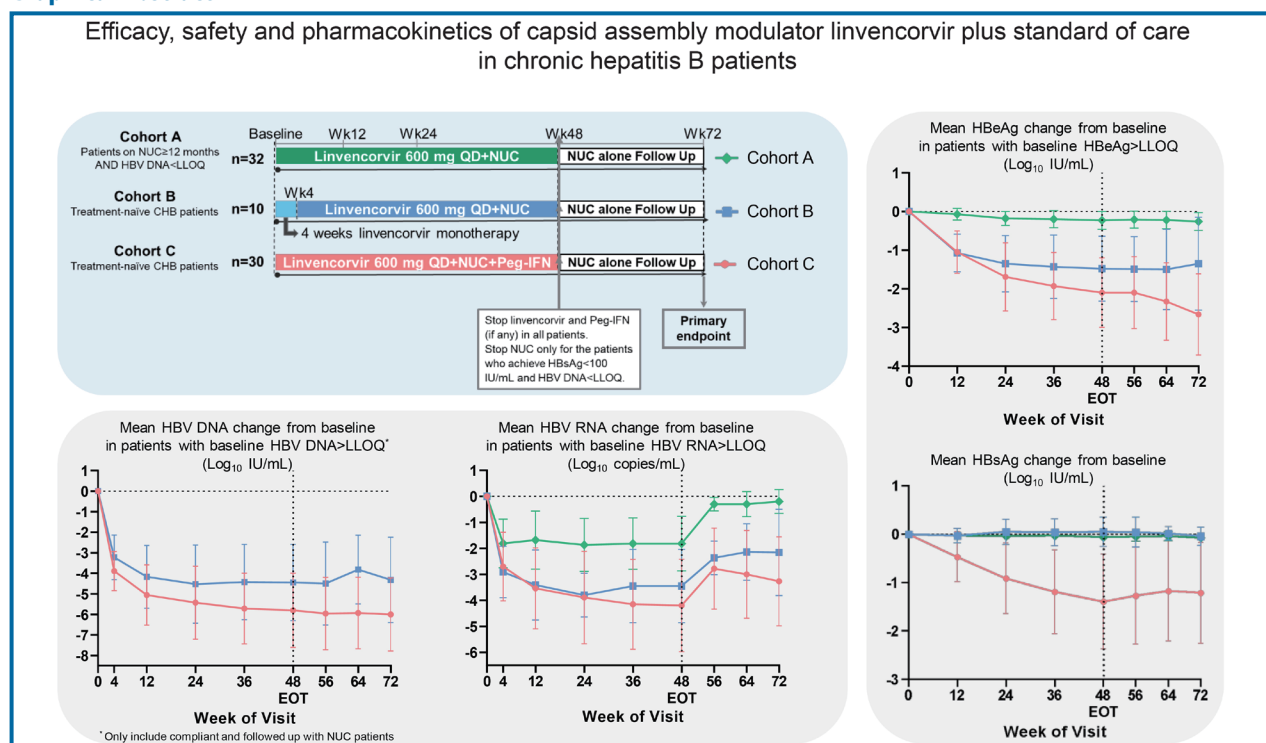 Efficacy, safety and pharmacokinetics of capsid assembly modulator linvencorvir plus standard of care
in chronic hepatitis B patients
Cohort A
Patients on NUC≥12 months
AND HBV DNA<LLOQ
n=32
Baseline
Wk12
Wk24
Wk48
Wk72
Linvencorvir 600 mg QD+NUC
NUC alone Follow Up
Cohort A
Cohort B
Treatment-naïve CHB patients
n=10
Wk4
Linvencorvir 600 mg QD+NUC
NUC alone Follow Up
Cohort B
4 weeks linvencorvir monotherapy
Cohort C
Treatment-naïve CHB patients
n=30
Linvencorvir 600 mg QD+NUC+Peg-IFN
NUC alone Follow Up
Cohort C
Stop linvencorvir and Peg-IFN
(if any) in all patients.
Stop NUC only for the patients
who achieve HBsAg<100
IU/mL and HBV DNA<LLOQ.
Primary
endpoint
Mean HBeAg change from baseline
in patients with baseline HBeAg>LLOQ
(Log10 IU/mL)
1
0
-1
-2
-3
-4
0 12 24 36 48 56 64 72
EOT
Week of Visit
Mean HBV DNA change from baseline
in patients with baseline HBV DNA>LLOQ*
(Log10 IU/mL)
1
0
-1
-2
-3
-4
-5
-6
-7
-8
0 4 12 24 36 48 56 64 72
EOT
Week of Visit
*Only include compliant and followed up with NUC patients
Mean HBV RNA change from baseline
in patients with baseline HBV RNA>LLOQ
(Log10 copies/mL)
1
0
-1
-2
-3
-4
-5
-6
0 4 12 24 36 48 56 64 72
EOT
Week of Visit
Mean HBsAg change from baseline
(Log10 IU/mL)
1
0
-1
-2
-3
0 12 24 36 48 56 64 72
EOT
Week of Visit